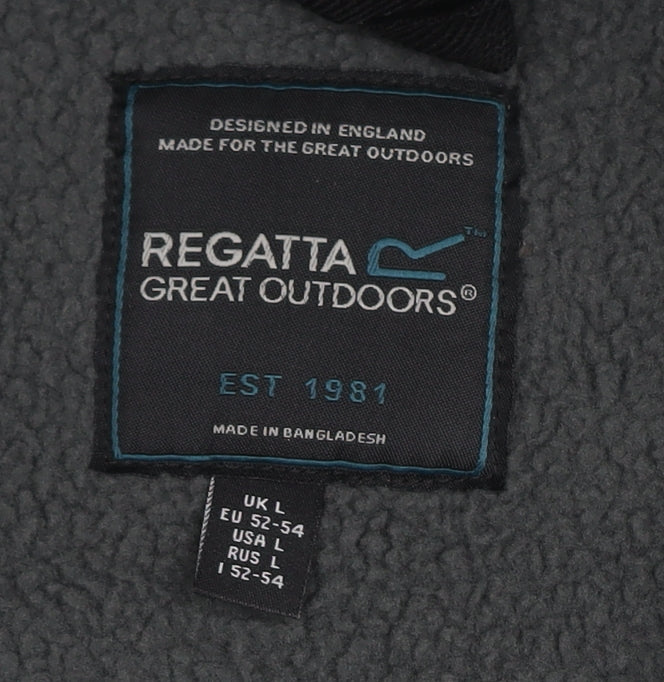 DESIGNED IN ENGLAND
MADE FOR THE GREAT OUTDOORS
REGATTA R™
GREAT OUTDOORS®
EST 1981
MADE IN BANGLADESH
UK L
EU 52-54
USA L
RUS L
I 52-54